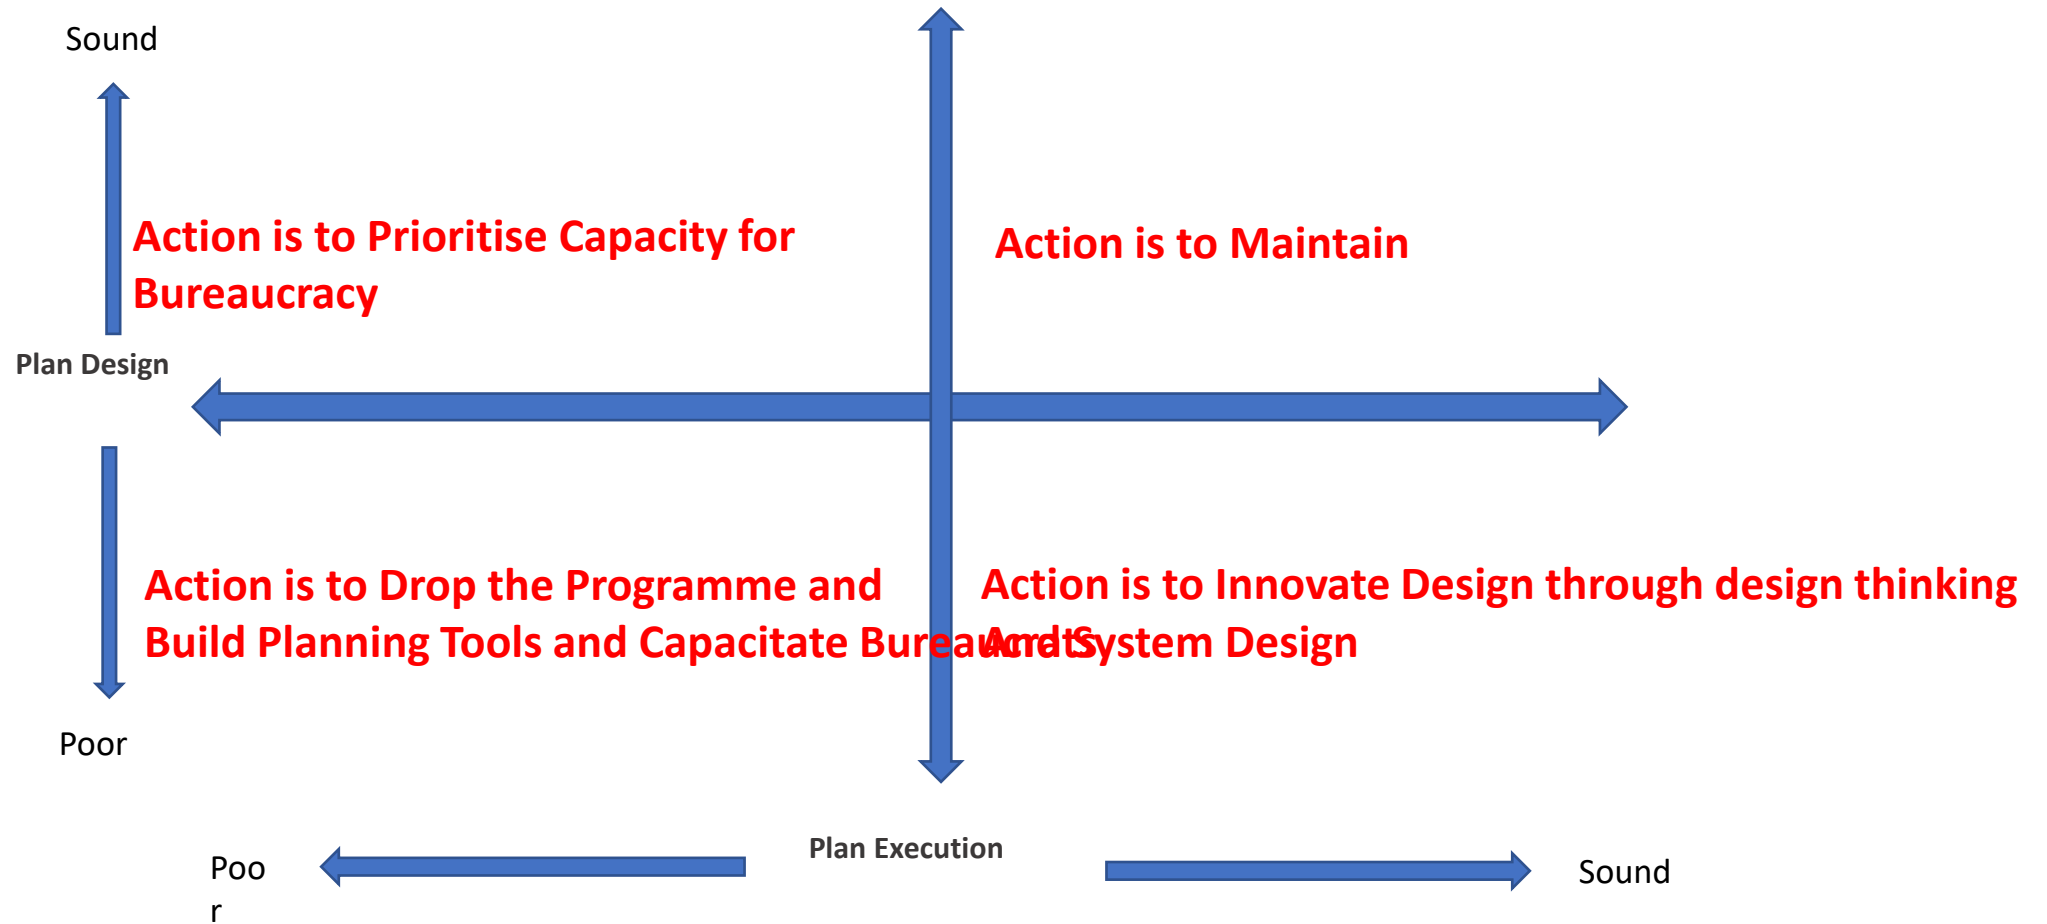 Sound
Action is to Prioritise Capacity for
Bureaucracy
Action is to Maintain
Plan Design
Action is to Drop the Programme and
Build Planning Tools and Capacitate Bureaucrats
Action is to Innovate Design through design thinking
And System Design
Poor
Plan Execution
Poo
r
Sound